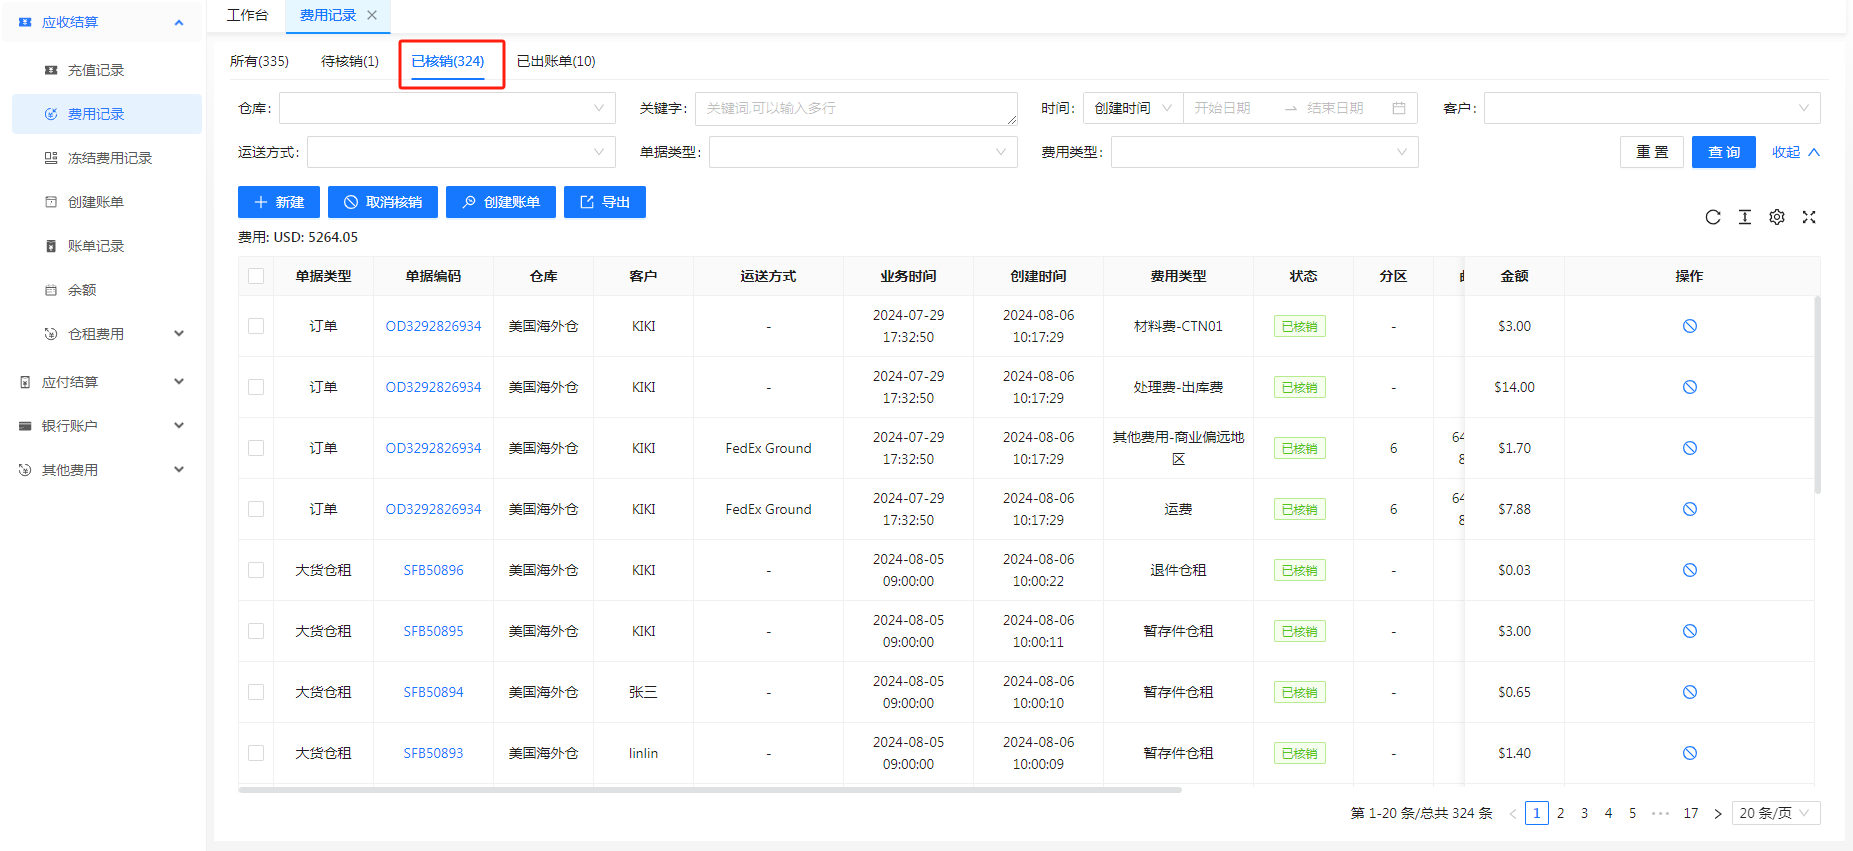 应收结算
充值记录
费用记录
冻结费用记录
创建账单
账单记录
余额
仓租费用
应付结算
银行账户
其他费用
工作台 费用记录
所有(335) 待核销(1) 已核销(324) 已出账单(10)
仓库: 关键字: 关键词,可以输入多行 时间: 创建时间 开始日期 结束日期 客户:
运送方式: 单据类型: 费用类型: 重 置 查 询 收起
新建 取消核销 创建账单 导出
费用: USD: 5264.05
单据类型 单据编码 仓库 客户 运送方式 业务时间 创建时间 费用类型 状态 分区 金额 操作
订单 OD3292826934 美国海外仓 KIKI - 2024-07-29 17:32:50 2024-08-06 10:17:29 材料费-CTN01 已核销 - $3.00
订单 OD3292826934 美国海外仓 KIKI - 2024-07-29 17:32:50 2024-08-06 10:17:29 处理费-出库费 已核销 - $14.00
订单 OD3292826934 美国海外仓 KIKI FedEx Ground 2024-07-29 17:32:50 2024-08-06 10:17:29 其他费用-商业偏远地区 已核销 6 $1.70
订单 OD3292826934 美国海外仓 KIKI FedEx Ground 2024-07-29 17:32:50 2024-08-06 10:17:29 运费 已核销 6 $7.88
大货仓租 SFB50896 美国海外仓 KIKI - 2024-08-05 09:00:00 2024-08-06 10:00:22 退件仓租 已核销 - $0.03
大货仓租 SFB50895 美国海外仓 KIKI - 2024-08-05 09:00:00 2024-08-06 10:00:11 暂存件仓租 已核销 - $3.00
大货仓租 SFB50894 美国海外仓 张三 - 2024-08-05 09:00:00 2024-08-06 10:00:10 暂存件仓租 已核销 - $0.65
大货仓租 SFB50893 美国海外仓 linlin - 2024-08-05 09:00:00 2024-08-06 10:00:09 暂存件仓租 已核销 - $1.40
第 1-20 条/总共 324 条 < 1 2 3 4 5 ••• 17 > 20 条/页